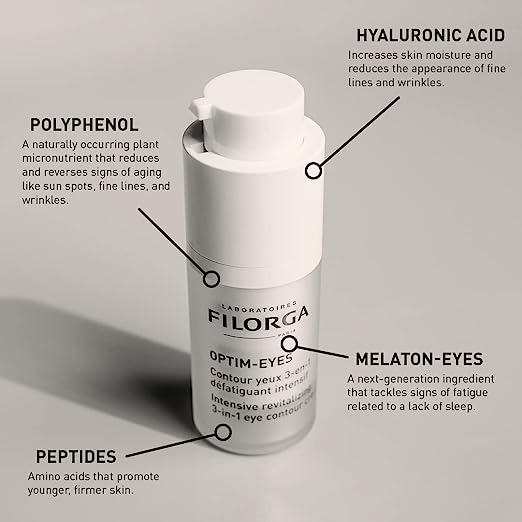 HYALURONIC ACID
Increases skin moisture and
reduces the appearance of fine
lines and wrinkles.
POLYPHENOL
A naturally occurring plant
micronutrient that reduces
and reverses signs of aging
like sun spots, fine lines, and
wrinkles.
LABORATOIRES
FILORGA
PARIS
OPTIM-EYES
Contour yeux 3-en-1
défatiguant intensif
Intensive revitalizing
3-in-1 eye contour
MELATON-EYES
A next-generation ingredient
that tackles signs of fatigue
related to a lack of sleep.
PEPTIDES
Amino acids that promote
younger, firmer skin.